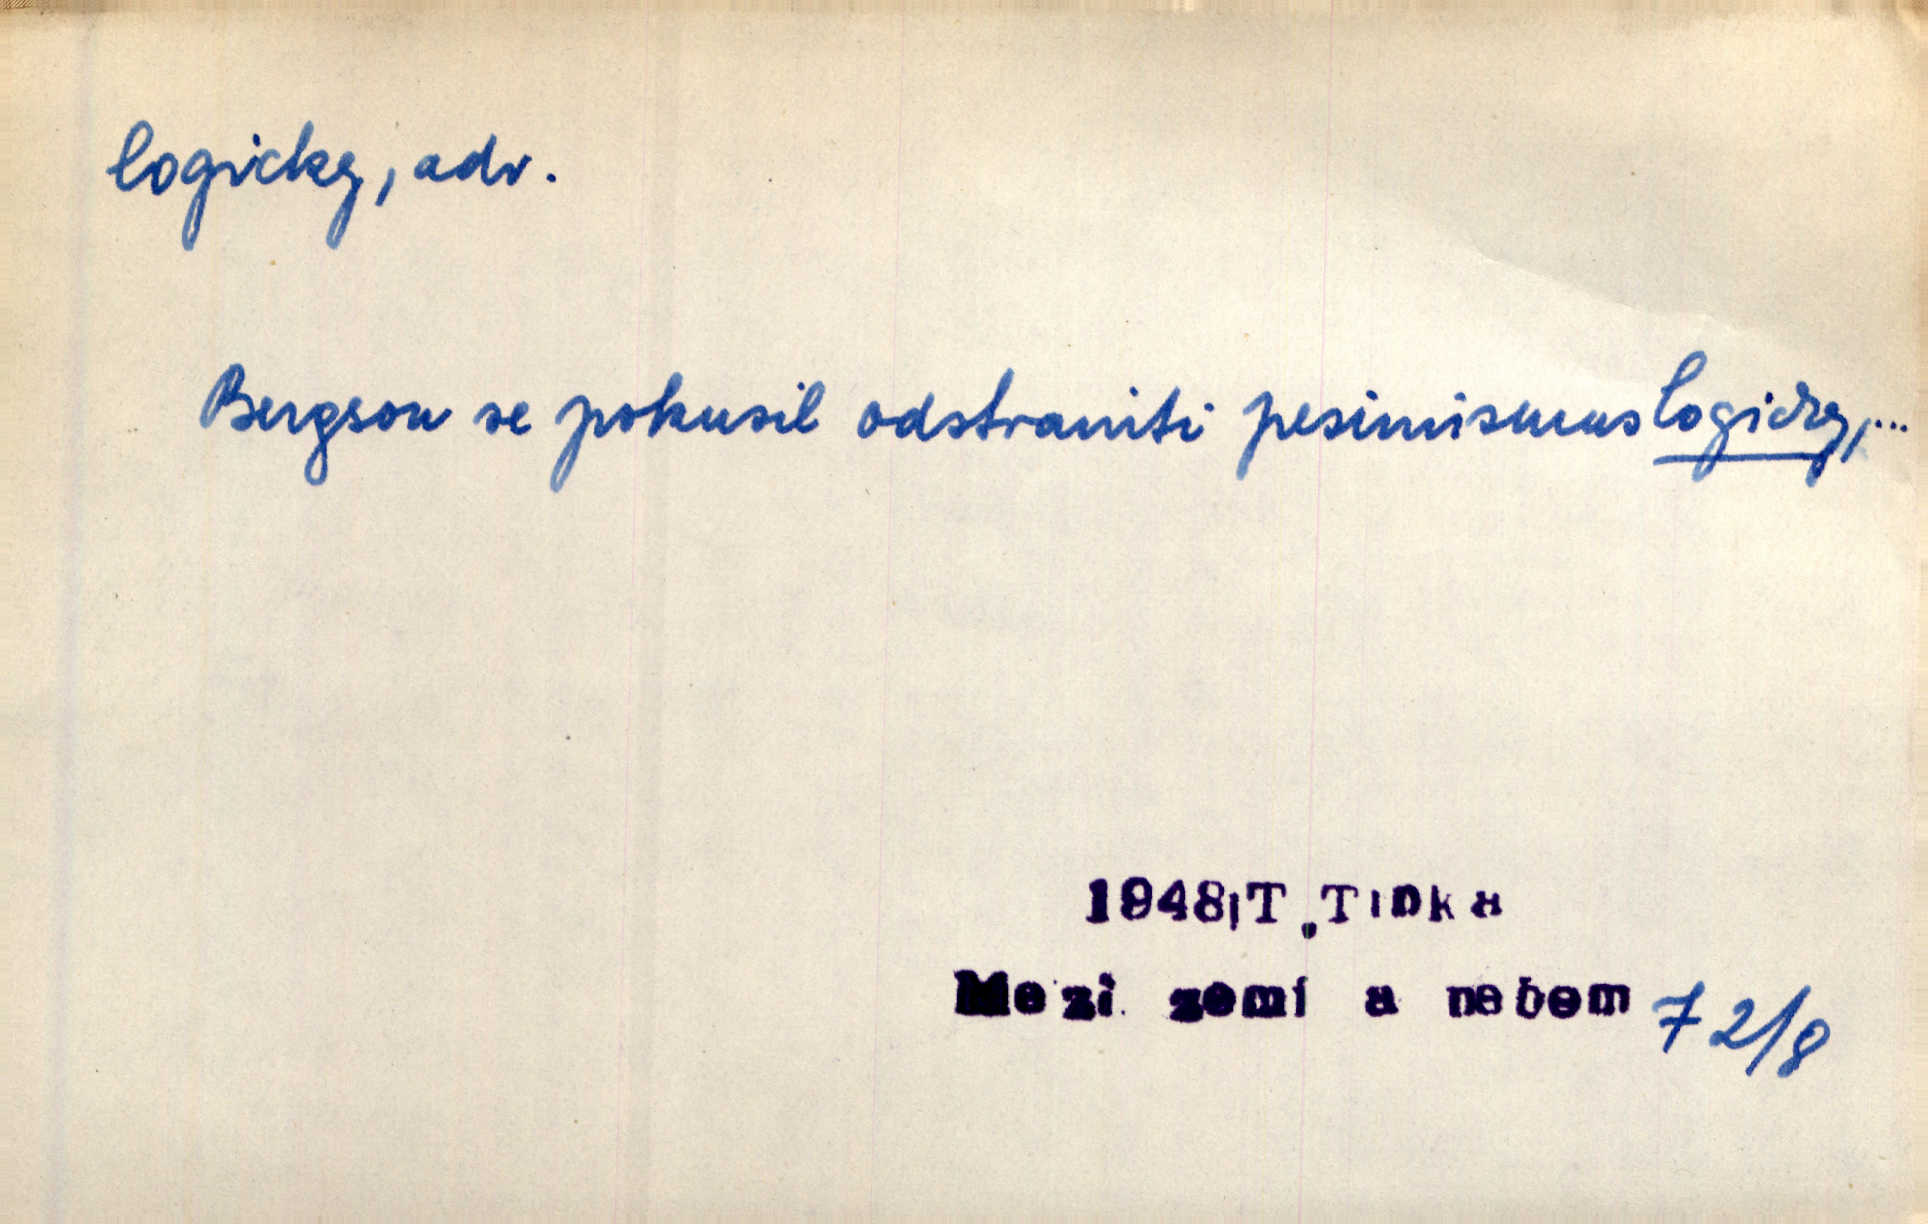 logicky, adv.
Bergson se pokusil odstraniti pesimismus logicky,...
1948;T.Tinka
Mezi zemí a nebem 72/8